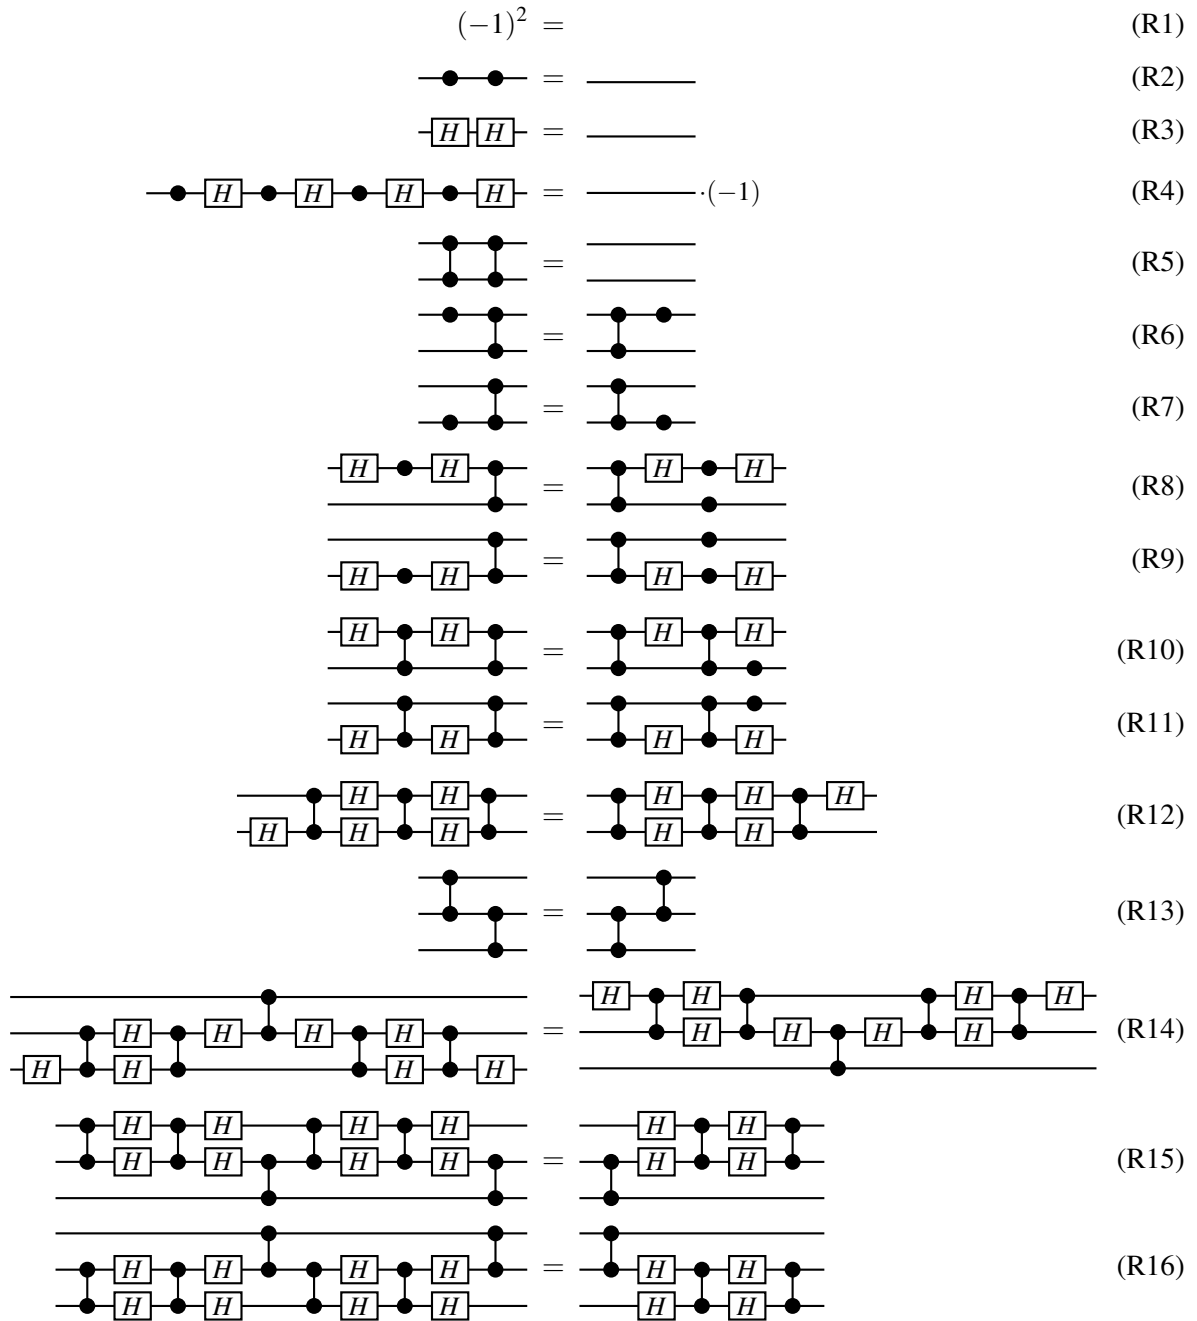 (−1)² = (R1)
= (R2)
H H = (R3)
H H H H = ·(−1) (R4)
= (R5)
= (R6)
= (R7)
H H H H
= (R8)
= (R9)
H H H H
H H H H
= (R10)
= (R11)
H H H H
H H H H H
= (R12)
H H H H H
= (R13)
H H H H
H H H H = H H H H (R14)
H H H H
H H H H H H
H H H H = H H (R15)
H H H H = H H (R16)
H H H H H H